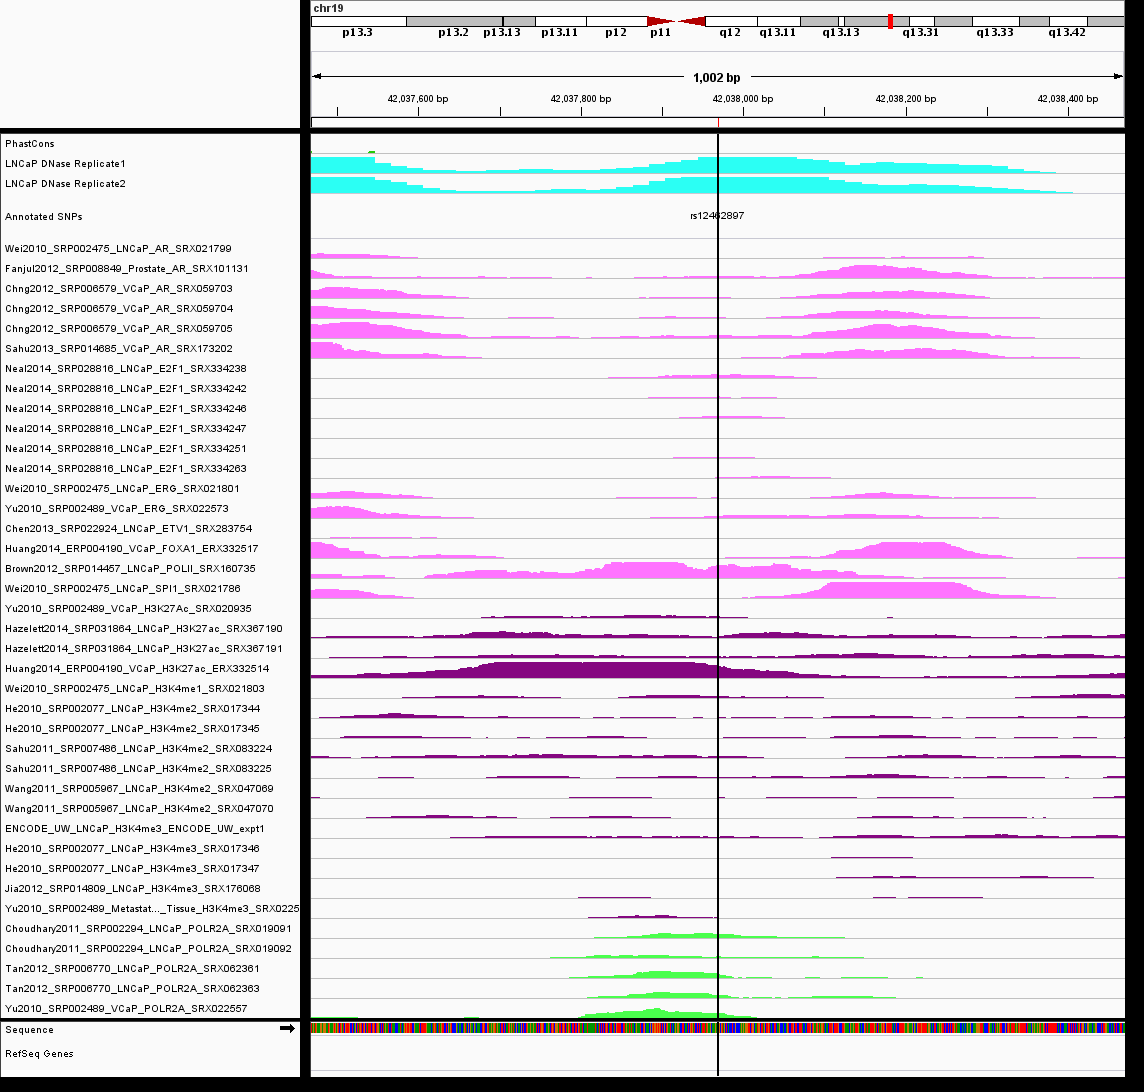 chr19
p13.3 p13.2 p13.13 p13.11 p12 p11 q12 q13.11 q13.13 q13.31 q13.33 q13.42
1,002 bp
42,037,600 bp 42,037,800 bp 42,038,000 bp 42,038,200 bp 42,038,400 bp
PhastCons
LNCaP DNase Replicate1
LNCaP DNase Replicate2
Annotated SNPs
rs12462897
Wei2010_SRP002475_LNCaP_AR_SRX021799
Fanjul2012_SRP008849_Prostate_AR_SRX101131
Chng2012_SRP006579_VCaP_AR_SRX059703
Chng2012_SRP006579_VCaP_AR_SRX059704
Chng2012_SRP006579_VCaP_AR_SRX059705
Sahu2013_SRP014685_VCaP_AR_SRX173202
Neal2014_SRP028816_LNCaP_E2F1_SRX334238
Neal2014_SRP028816_LNCaP_E2F1_SRX334242
Neal2014_SRP028816_LNCaP_E2F1_SRX334246
Neal2014_SRP028816_LNCaP_E2F1_SRX334247
Neal2014_SRP028816_LNCaP_E2F1_SRX334251
Neal2014_SRP028816_LNCaP_E2F1_SRX334263
Wei2010_SRP002475_LNCaP_ERG_SRX021801
Yu2010_SRP002489_VCaP_ERG_SRX022573
Chen2013_SRP022924_LNCaP_ETV1_SRX283754
Huang2014_ERP004190_VCaP_FOXA1_ERX332517
Brown2012_SRP014457_LNCaP_POLII_SRX160735
Wei2010_SRP002475_LNCaP_SPI1_SRX021786
Yu2010_SRP002489_VCaP_H3K27Ac_SRX020935
Hazelett2014_SRP031864_LNCaP_H3K27ac_SRX367190
Hazelett2014_SRP031864_LNCaP_H3K27ac_SRX367191
Huang2014_ERP004190_VCaP_H3K27ac_ERX332514
Wei2010_SRP002475_LNCaP_H3K4me1_SRX021803
He2010_SRP002077_LNCaP_H3K4me2_SRX017344
He2010_SRP002077_LNCaP_H3K4me2_SRX017345
Sahu2011_SRP007486_LNCaP_H3K4me2_SRX083224
Sahu2011_SRP007486_LNCaP_H3K4me2_SRX083225
Wang2011_SRP005967_LNCaP_H3K4me2_SRX047069
Wang2011_SRP005967_LNCaP_H3K4me2_SRX047070
ENCODE_UW_LNCaP_H3K4me3_ENCODE_UW_expt1
He2010_SRP002077_LNCaP_H3K4me3_SRX017346
He2010_SRP002077_LNCaP_H3K4me3_SRX017347
Jia2012_SRP014809_LNCaP_H3K4me3_SRX176068
Yu2010_SRP002489_Metastat..._Tissue_H3K4me3_SRX0225
Choudhary2011_SRP002294_LNCaP_POLR2A_SRX019091
Choudhary2011_SRP002294_LNCaP_POLR2A_SRX019092
Tan2012_SRP006770_LNCaP_POLR2A_SRX062361
Tan2012_SRP006770_LNCaP_POLR2A_SRX062363
Yu2010_SRP002489_VCaP_POLR2A_SRX022557
Sequence
RefSeq Genes